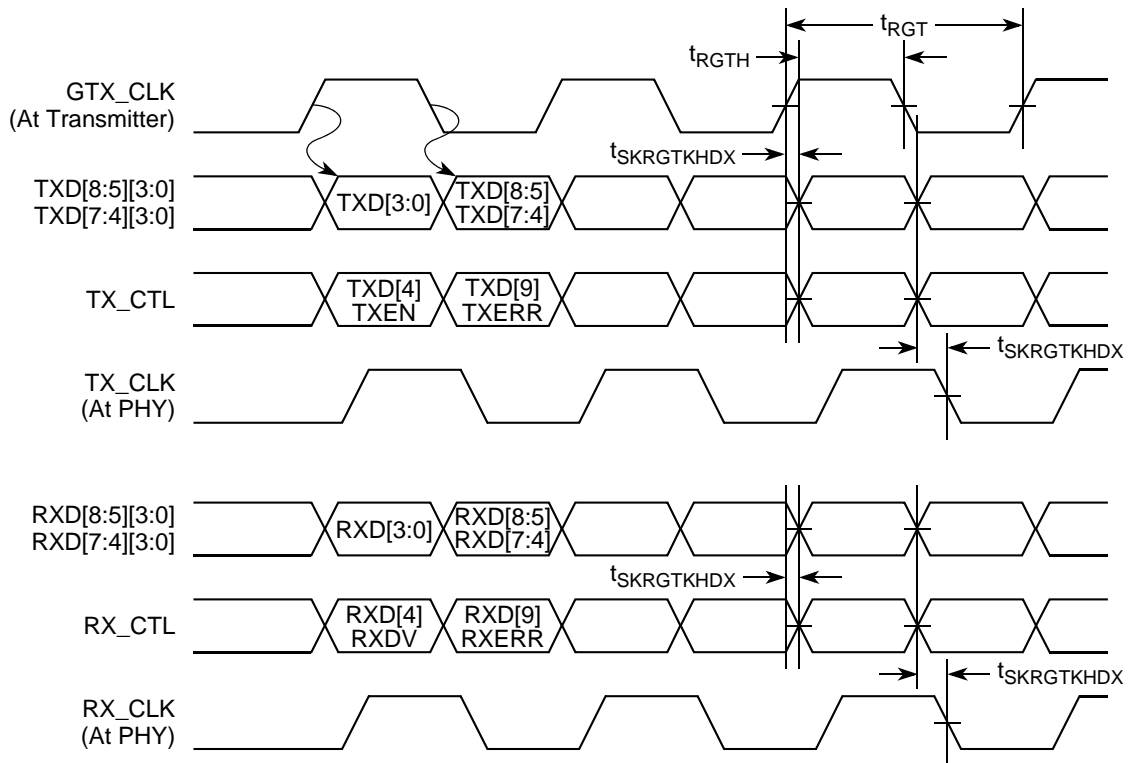 tRGT
tRGTH
GTX_CLK
(At Transmitter)
tSKRGTKHDX
TXD[8:5][3:0]
TXD[7:4][3:0]
TXD[3:0]
TXD[8:5]
TXD[7:4]
TX_CTL
TXD[4]
TXEN
TXD[9]
TXERR
tSKRGTKHDX
TX_CLK
(At PHY)
RXD[8:5][3:0]
RXD[7:4][3:0]
RXD[3:0]
RXD[8:5]
RXD[7:4]
tSKRGTKHDX
RX_CTL
RXD[4]
RXDV
RXD[9]
RXERR
tSKRGTKHDX
RX_CLK
(At PHY)